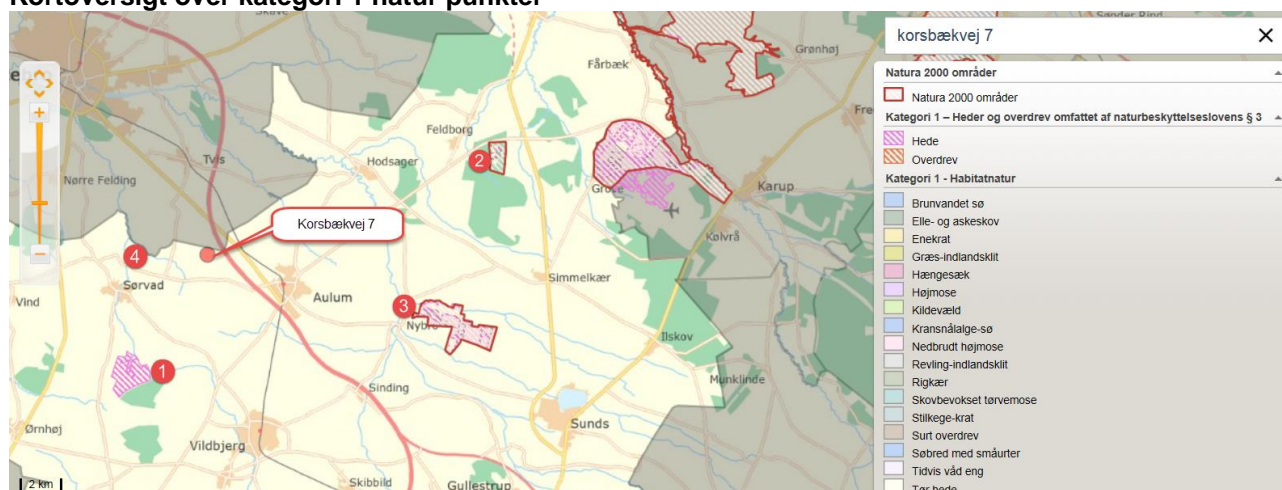 Kortoversigt over kategori 1 natur punkter
korsbækvej 7
Natura 2000 områder
Natura 2000 områder
Kategori 1 – Heder og overdrev omfattet af naturbeskyttelseslovens § 3
Hede
Overdrev
Kategori 1 - Habitatnatur
Brunvandet sø
Elle- og askeskov
Enekrat
Græs-indlandsklit
Hængesæk
Højmose
Kildevæld
Kransnålalge-sø
Nedbrudt højmose
Revling-indlandsklit
Rigkær
Skovbevokset tørvemose
Stilkege-krat
Surt overdrev
Søbred med småurter
Tidvis våd eng
Tør hede
Skave
Sønder Rind
Grønhøj
Fårbæk
Fre
Feldborg
Tvis
Hodsager
2
Nørre Felding
Grove
Karup
Korsbækvej 7
Kølvrå
4
Sørvad
Simmelkær
Vind
Aulum
3
Nybro
Ilskov
1
Munklinde
Sinding
Ørnhøj
Sunds
Vildbjerg
2 km
Skibbild
Gullestrup